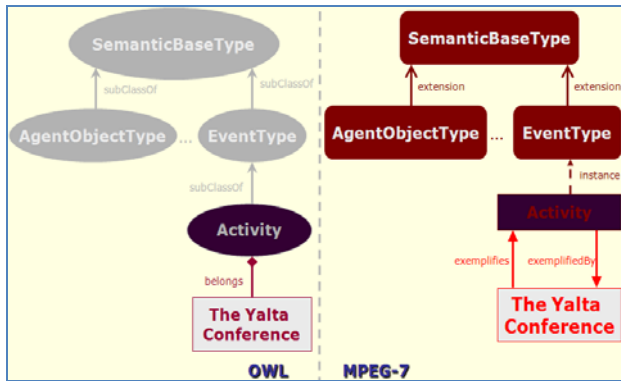 SemanticBaseType
subClassOf
subClassOf
AgentObjectType
...
EventType
subClassOf
Activity
belongs
The Yalta
Conference
OWL
SemanticBaseType
extension
extension
AgentObjectType
...
EventType
instance
Activity
exemplifies
exemplifiedBy
The Yalta
Conference
MPEG-7